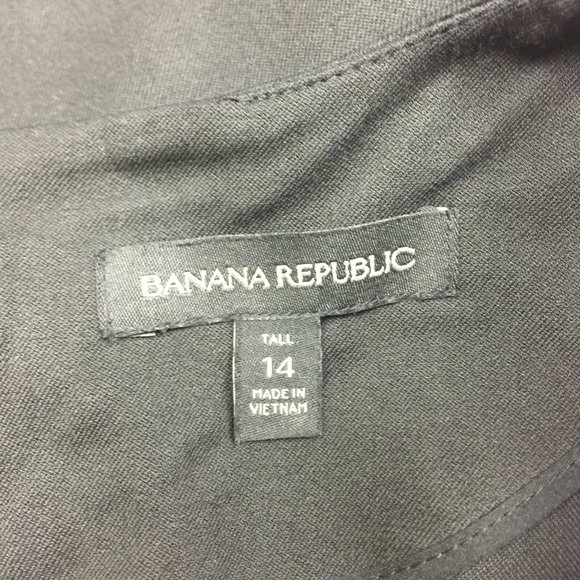 BANANA REPUBLIC
TALL
14
MADE IN
VIETNAM